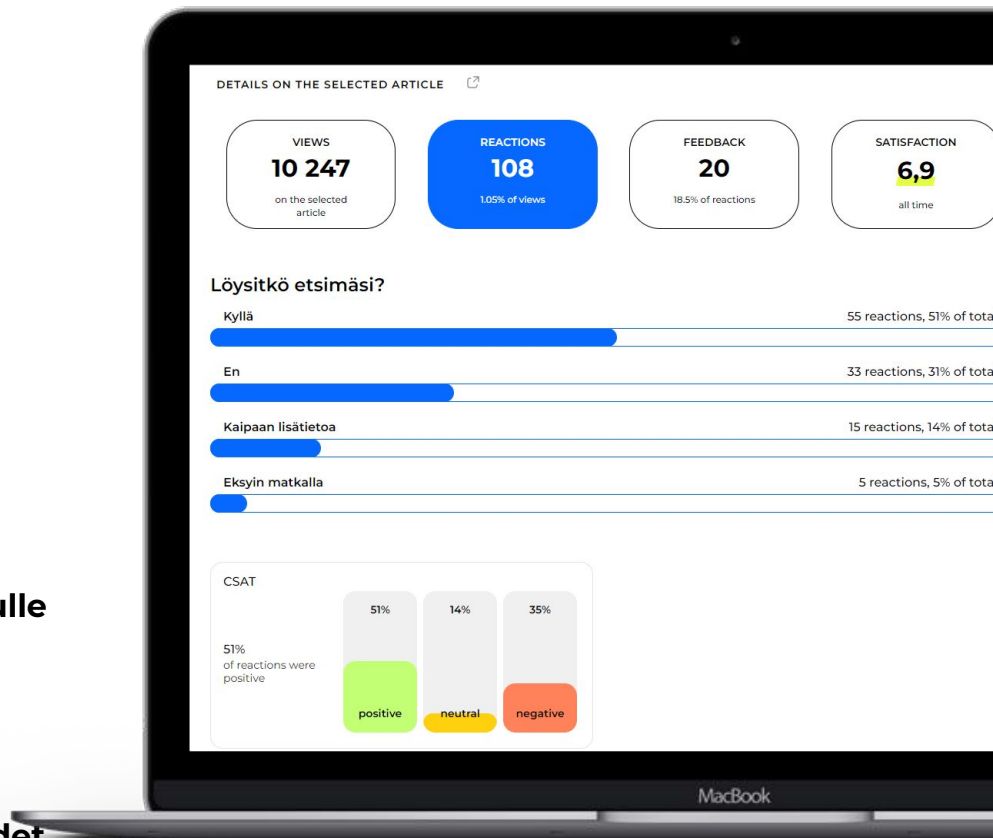 DETAILS ON THE SELECTED ARTICLE
VIEWS
10 247
on the selected
article
REACTIONS
108
1.05% of views
FEEDBACK
20
18.5% of reactions
SATISFACTION
6,9
all time
Löysitkö etsimäsi?
Kyllä
55 reactions, 51% of tota
En
33 reactions, 31% of tota
Kaipaan lisätietoa
15 reactions, 14% of tota
Eksyin matkalla
5 reactions, 5% of tota
CSAT
51%
of reactions were
positive
51%
14%
35%
positive
neutral
negative
ulle
MacBook
det